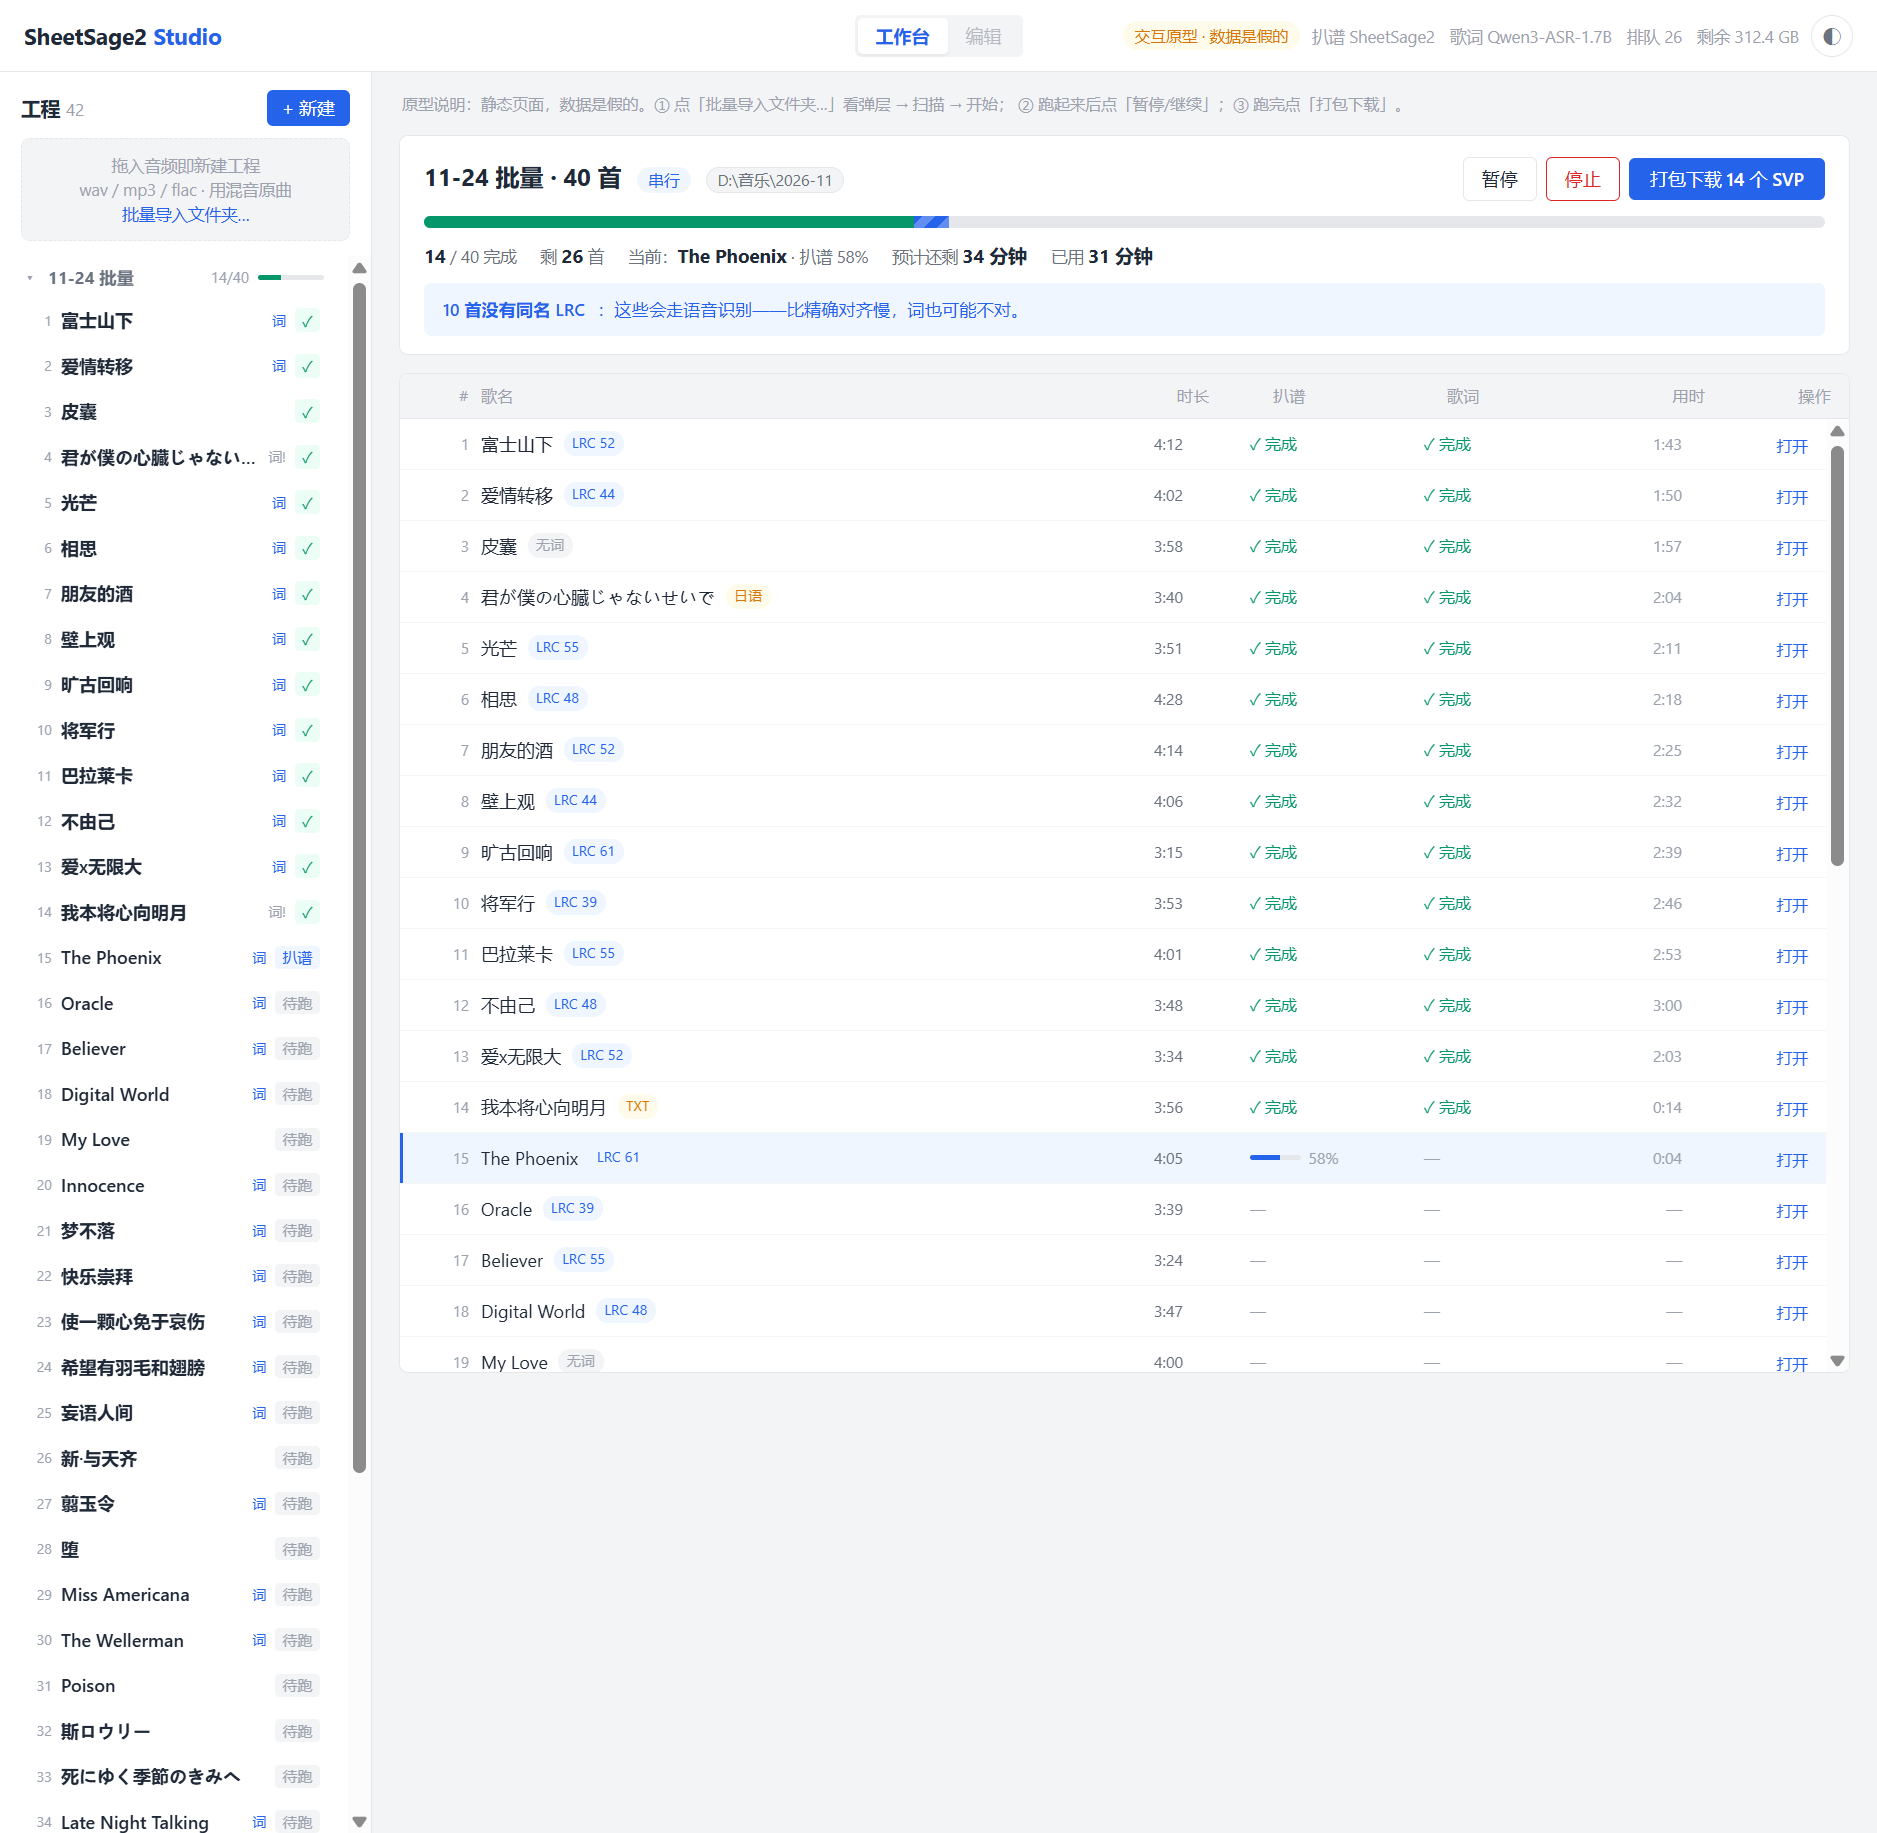 SheetSage2 Studio
工作台 编辑
交互原型 · 数据是假的 扒谱 SheetSage2 歌词 Qwen3-ASR-1.7B 排队 26 剩余 312.4 GB
工程 42
+ 新建
拖入音频即新建工程
wav / mp3 / flac · 用混音原曲
批量导入文件夹...
11-24 批量 14/40
1 富士山下 词 ✓
2 爱情转移 词 ✓
3 皮囊 ✓
4 君が僕の心臓じゃない... 词! ✓
5 光芒 词 ✓
6 相思 词 ✓
7 朋友的酒 词 ✓
8 壁上观 词 ✓
9 旷古回响 词 ✓
10 将军行 词 ✓
11 巴拉莱卡 词 ✓
12 不由己 词 ✓
13 爱x无限大 词 ✓
14 我本将心向明月 词! ✓
15 The Phoenix 词 扒谱
16 Oracle 词 待跑
17 Believer 词 待跑
18 Digital World 词 待跑
19 My Love 待跑
20 Innocence 词 待跑
21 梦不落 词 待跑
22 快乐崇拜 词 待跑
23 使一颗心免于哀伤 词 待跑
24 希望有羽毛和翅膀 词 待跑
25 妄语人间 词 待跑
26 新·与天齐 待跑
27 翦玉令 词 待跑
28 堕 待跑
29 Miss Americana 词 待跑
30 The Wellerman 词 待跑
31 Poison 待跑
32 斯ロウリー 待跑
33 死にゆく季節のきみへ 待跑
34 Late Night Talking 词 待跑
原型说明：静态页面，数据是假的。① 点「批量导入文件夹...」看弹层 → 扫描 → 开始； ② 跑起来后点「暂停/继续」； ③ 跑完点「打包下载」。
11-24 批量 · 40 首 串行 D:\音乐\2026-11
暂停 停止 打包下载 14 个 SVP
14 / 40 完成 剩 26 首 当前：The Phoenix · 扒谱 58% 预计还剩 34 分钟 已用 31 分钟
10 首没有同名 LRC ：这些会走语音识别——比精确对齐慢，词也可能不对。
# 歌名 时长 扒谱 歌词 用时 操作
1 富士山下 LRC 52 4:12 ✓ 完成 ✓ 完成 1:43 打开
2 爱情转移 LRC 44 4:02 ✓ 完成 ✓ 完成 1:50 打开
3 皮囊 无词 3:58 ✓ 完成 ✓ 完成 1:57 打开
4 君が僕の心臓じゃないせいで 日语 3:40 ✓ 完成 ✓ 完成 2:04 打开
5 光芒 LRC 55 3:51 ✓ 完成 ✓ 完成 2:11 打开
6 相思 LRC 48 4:28 ✓ 完成 ✓ 完成 2:18 打开
7 朋友的酒 LRC 52 4:14 ✓ 完成 ✓ 完成 2:25 打开
8 壁上观 LRC 44 4:06 ✓ 完成 ✓ 完成 2:32 打开
9 旷古回响 LRC 61 3:15 ✓ 完成 ✓ 完成 2:39 打开
10 将军行 LRC 39 3:53 ✓ 完成 ✓ 完成 2:46 打开
11 巴拉莱卡 LRC 55 4:01 ✓ 完成 ✓ 完成 2:53 打开
12 不由己 LRC 48 3:48 ✓ 完成 ✓ 完成 3:00 打开
13 爱x无限大 LRC 52 3:34 ✓ 完成 ✓ 完成 2:03 打开
14 我本将心向明月 TXT 3:56 ✓ 完成 ✓ 完成 0:14 打开
15 The Phoenix LRC 61 4:05 58% — 0:04 打开
16 Oracle LRC 39 3:39 — — — 打开
17 Believer LRC 55 3:24 — — — 打开
18 Digital World LRC 48 3:47 — — — 打开
19 My Love 无词 4:00 — — — 打开